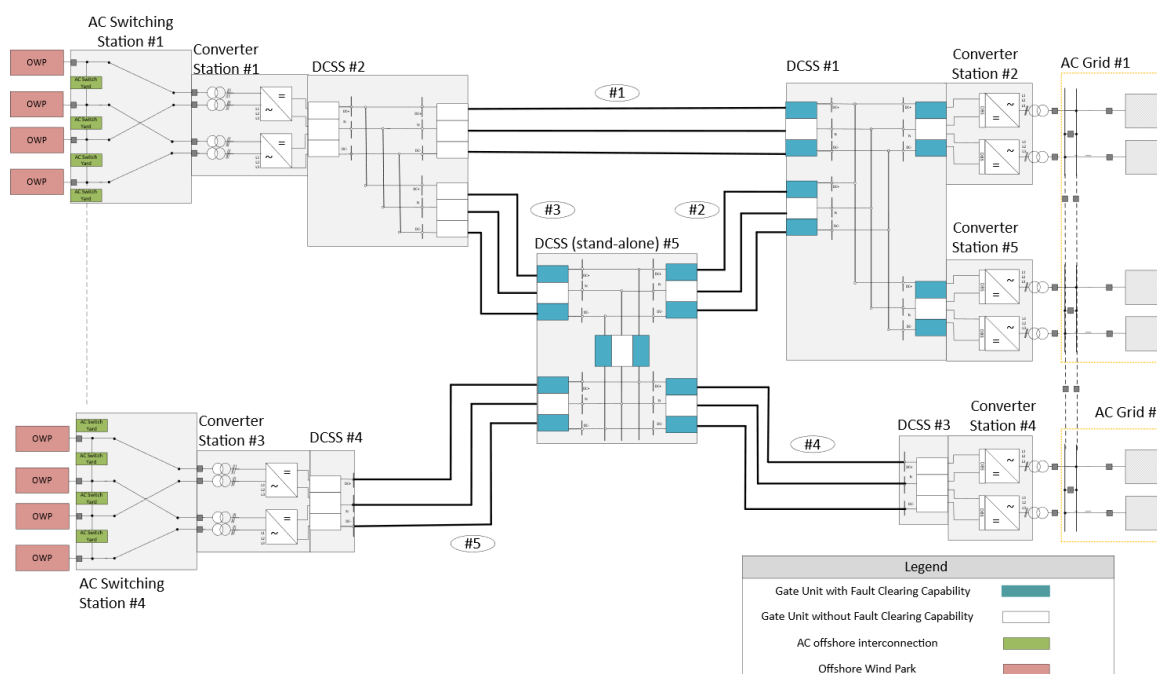 AC Switching
Station #1
Converter
Station #1
DCSS #2
#1
DCSS #1
Converter
Station #2
AC Grid #1
OWP
OWP
OWP
OWP
AC Switch
Yard
AC Switch
Yard
AC Switch
Yard
AC Switch
Yard
#3
#2
DCSS (stand-alone) #5
Converter
Station #5
#4
DCSS #3
Converter
Station #4
AC Grid #
Converter
Station #3
DCSS #4
OWP
OWP
OWP
OWP
AC Switch
Yard
AC Switch
Yard
AC Switch
Yard
AC Switch
Yard
#5
AC Switching
Station #4
Legend
Gate Unit with Fault Clearing Capability
Gate Unit without Fault Clearing Capability
AC offshore interconnection
Offshore Wind Park